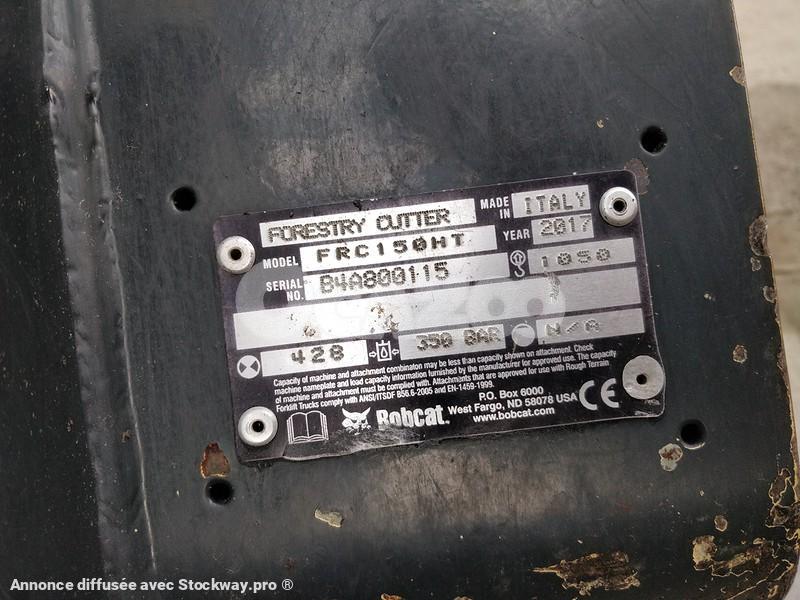 FORESTRY CUTTER
MADE IN ITALY
MODEL FRC150HT
YEAR 2017
SERIAL NO. B4A800115
1050
428
350 BAR
N/A
Capacity of machine and attachment combination may be less than capacity shown on attachment. Check
machine nameplate and load capacity information furnished by the manufacturer for approved use. The capacity
of machine and attachment must be complied with. Attachments that are approved for use with Rough Terrain
Forklift Trucks comply with ANSI/ITSDF B56.6-2005 and EN-1459-1999.
Bobcat.
P.O. Box 6000
West Fargo, ND 58078 USA
www.bobcat.com
CE
Annonce diffusée avec Stockway.pro ®